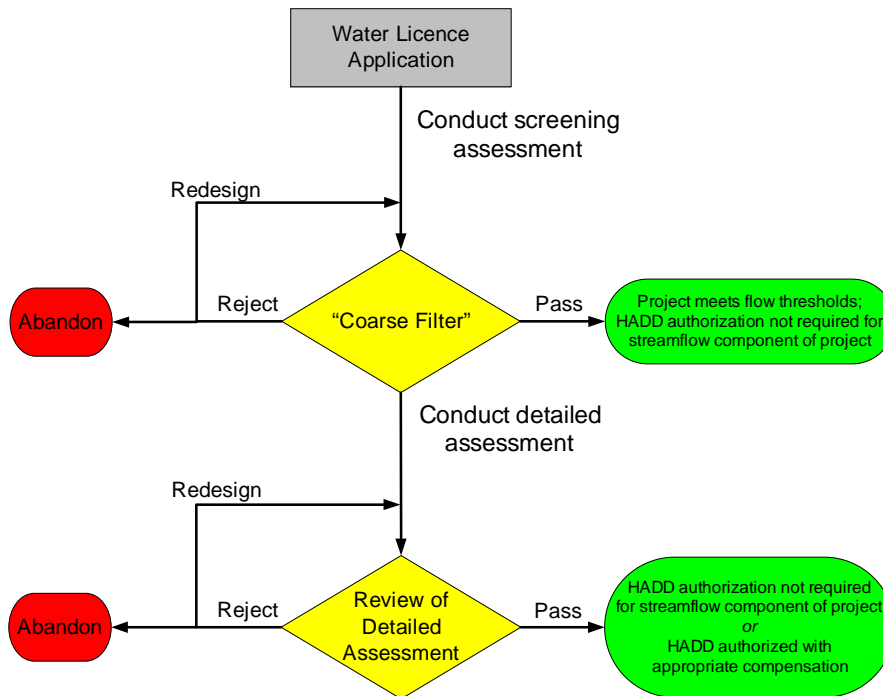 Water Licence
Application
Conduct screening
assessment
Redesign
Abandon
Reject
“Coarse Filter”
Pass
Project meets flow thresholds;
HADD authorization not required for
streamflow component of project
Conduct detailed
assessment
Redesign
Abandon
Reject
Review of
Detailed
Assessment
Pass
HADD authorization not required
for streamflow component of project
or
HADD authorized with
appropriate compensation